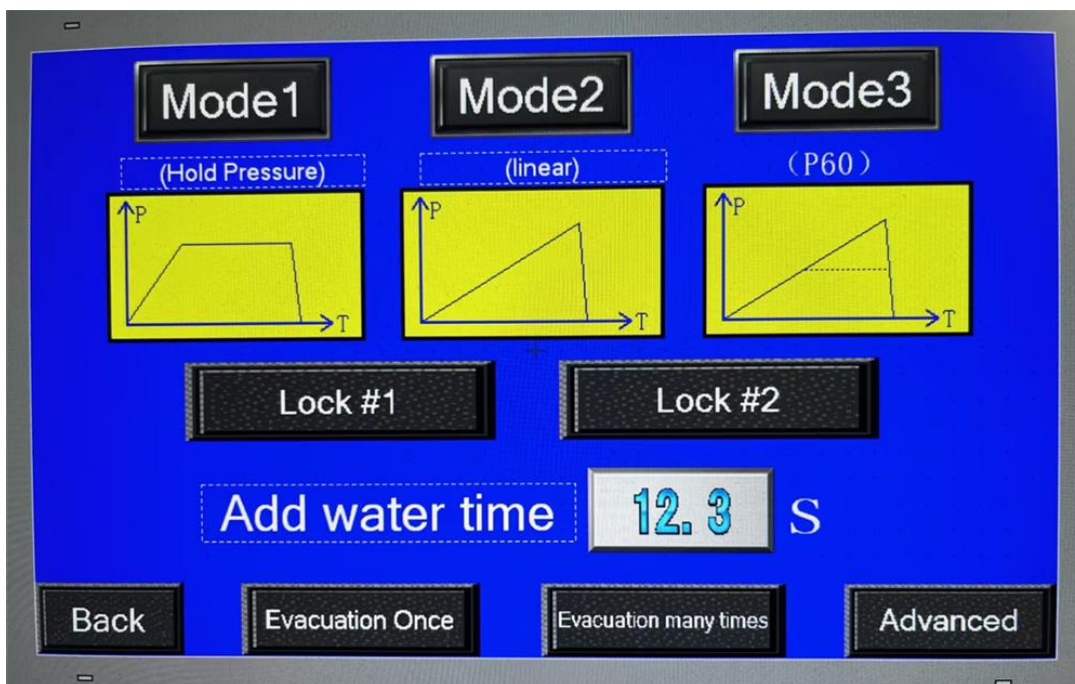 Mode1
Mode2
Mode3
(Hold Pressure)
(linear)
(P60)
P
T
P
T
P
T
Lock #1
Lock #2
Add water time
12.3
S
Back
Evacuation Once
Evacuation many times
Advanced